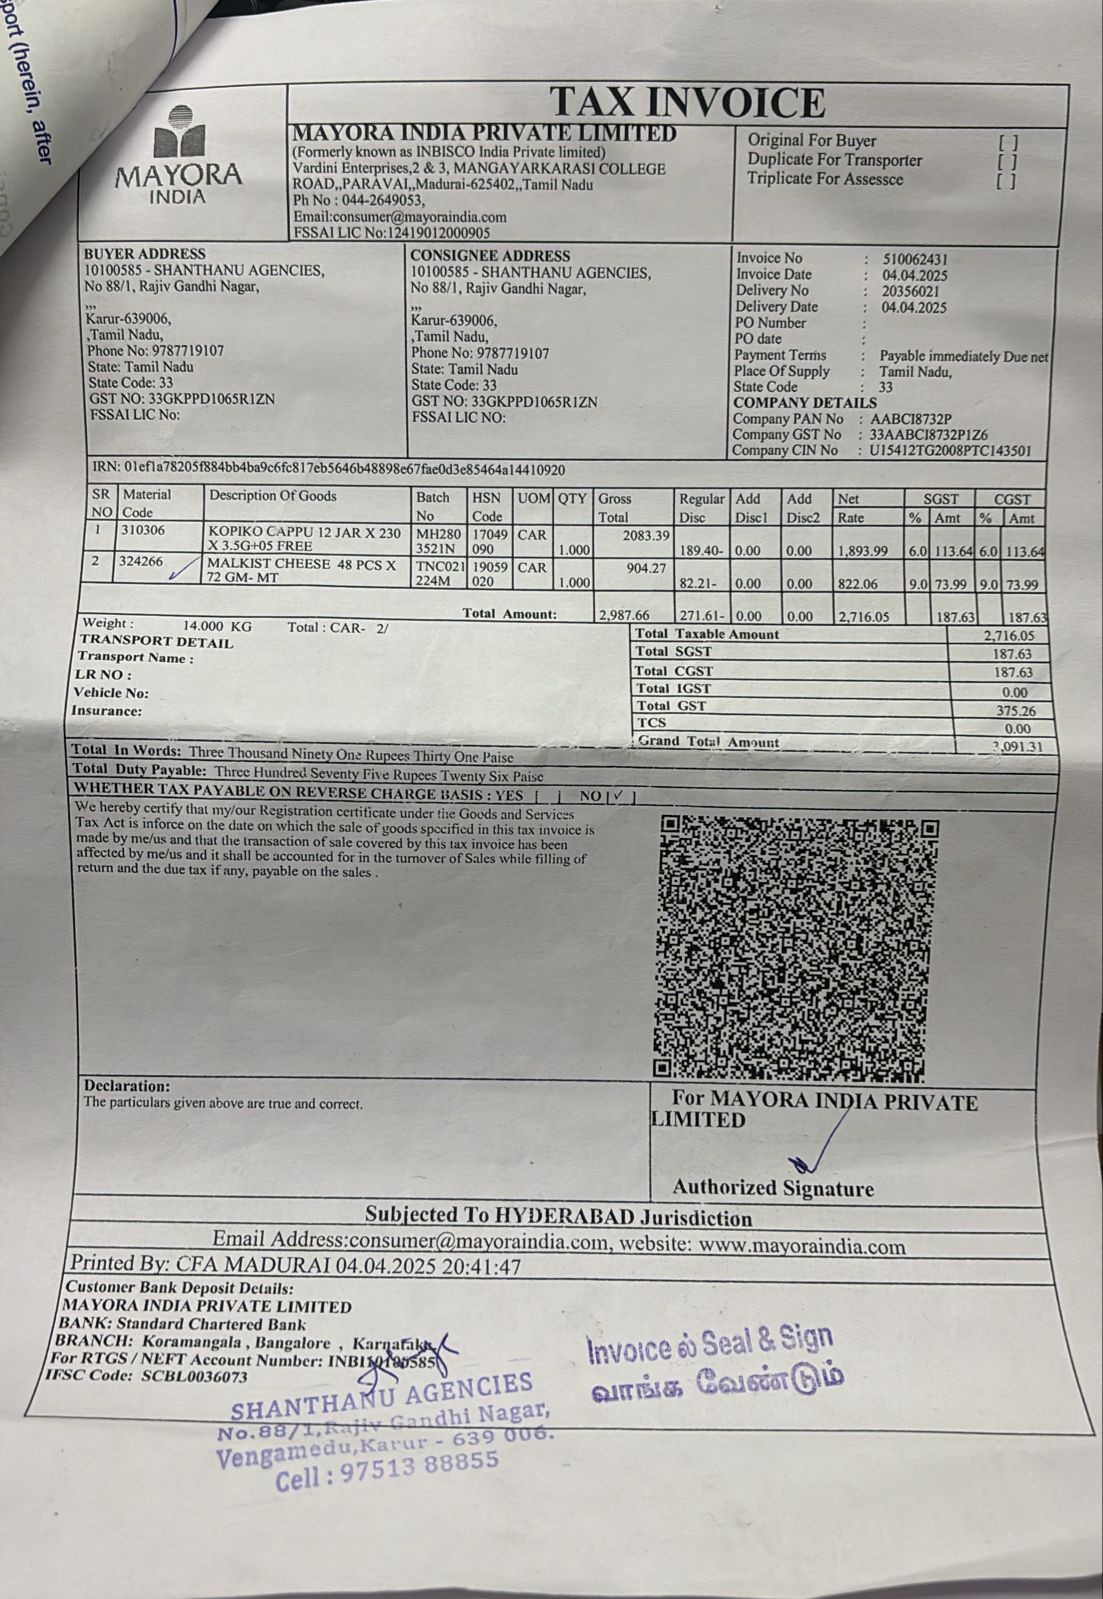 port (herein, after
TAX INVOICE
MAYORA
INDIA
MAYORA INDIA PRIVATE LIMITED
(Formerly known as INBISCO India Private limited)
Vardini Enterprises,2 & 3, MANGAYARKARASI COLLEGE
ROAD,,PARAVAI,,Madurai-625402,,Tamil Nadu
Ph No : 044-2649053,
Email:consumer@mayoraindia.com
FSSAI LIC No:12419012000905
Original For Buyer [ ]
Duplicate For Transporter [ ]
Triplicate For Assessce [ ]
BUYER ADDRESS
10100585 - SHANTHANU AGENCIES,
No 88/1, Rajiv Gandhi Nagar,
,,,
Karur-639006,
,Tamil Nadu,
Phone No: 9787719107
State: Tamil Nadu
State Code: 33
GST NO: 33GKPPD1065R1ZN
FSSAI LIC No:
CONSIGNEE ADDRESS
10100585 - SHANTHANU AGENCIES,
No 88/1, Rajiv Gandhi Nagar,
,,,
Karur-639006,
,Tamil Nadu,
Phone No: 9787719107
State: Tamil Nadu
State Code: 33
GST NO: 33GKPPD1065R1ZN
FSSAI LIC NO:
Invoice No : 510062431
Invoice Date : 04.04.2025
Delivery No : 20356021
Delivery Date : 04.04.2025
PO Number :
PO date :
Payment Terms : Payable immediately Due net
Place Of Supply : Tamil Nadu,
State Code : 33
COMPANY DETAILS
Company PAN No : AABCI8732P
Company GST No : 33AABCI8732P1Z6
Company CIN No : U15412TG2008PTC143501
IRN: 01ef1a78205f884bb4ba9c6fc817eb5646b48898e67fae0d3e85464a14410920
SR Material Description Of Goods Batch HSN UOM QTY Gross Regular Add Add Net SGST CGST
NO Code No Code Total Disc Disc1 Disc2 Rate % Amt % Amt
1 310306 KOPIKO CAPPU 12 JAR X 230 MH280 17049 CAR 2083.39
X 3.5G+05 FREE 3521N 090 1.000 189.40- 0.00 0.00 1,893.99 6.0 113.64 6.0 113.64
2 324266 MALKIST CHEESE 48 PCS X TNC021 19059 CAR 904.27
72 GM- MT 224M 020 1.000 82.21- 0.00 0.00 822.06 9.0 73.99 9.0 73.99
Total Amount: 2,987.66 271.61- 0.00 0.00 2,716.05 187.63 187.63
Weight : 14.000 KG Total : CAR- 2/
TRANSPORT DETAIL
Transport Name :
LR NO :
Vehicle No:
Insurance:
Total Taxable Amount 2,716.05
Total SGST 187.63
Total CGST 187.63
Total IGST 0.00
Total GST 375.26
TCS 0.00
Grand Total Amount 3,091.31
Total In Words: Three Thousand Ninety One Rupees Thirty One Paise
Total Duty Payable: Three Hundred Seventy Five Rupees Twenty Six Paise
WHETHER TAX PAYABLE ON REVERSE CHARGE BASIS : YES [ ] NO[✓]
We hereby certify that my/our Registration certificate under the Goods and Services
Tax Act is inforce on the date on which the sale of goods specified in this tax invoice is
made by me/us and that the transaction of sale covered by this tax invoice has been
affected by me/us and it shall be accounted for in the turnover of Sales while filling of
return and the due tax if any, payable on the sales .
Declaration:
The particulars given above are true and correct.
For MAYORA INDIA PRIVATE
LIMITED
Authorized Signature
Subjected To HYDERABAD Jurisdiction
Email Address:consumer@mayoraindia.com, website: www.mayoraindia.com
Printed By: CFA MADURAI 04.04.2025 20:41:47
Customer Bank Deposit Details:
MAYORA INDIA PRIVATE LIMITED
BANK: Standard Chartered Bank
BRANCH: Koramangala , Bangalore , Karnataka
For RTGS / NEFT Account Number: INBI10100585
IFSC Code: SCBL0036073
SHANTHANU AGENCIES
No.88/1,Rajiv Gandhi Nagar,
Vengamedu,Karur - 639 006.
Cell : 97513 88855
Invoice ல் Seal & Sign
வாங்க வேண்டும்